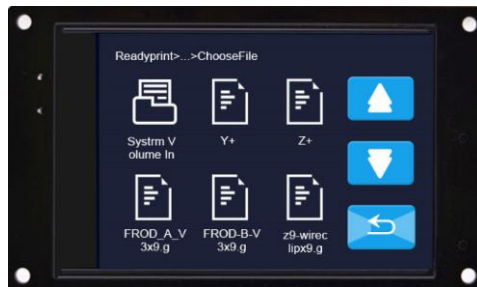 Readyprint>...>ChooseFile
Systrm V
olume In
Y+
Z+
FROD_A_V
3x9.g
FROD-B-V
3x9.g
z9-wirec
lipx9.g